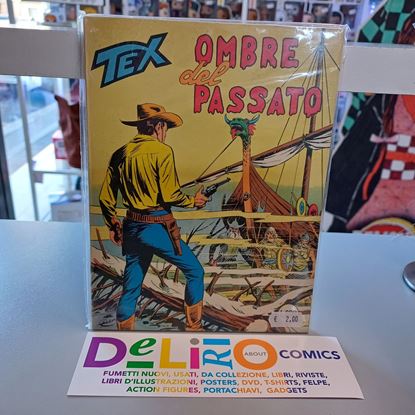 TEX
OMBRE
del
PASSATO
€ 2.00
DeLiRiO
ABOUT
COMICS
FUMETTI NUOVI, USATI, DA COLLEZIONE, LIBRI, RIVISTE,
LIBRI D'ILLUSTRAZIONI, POSTERS, DVD, T-SHIRTS, FELPE,
ACTION FIGURES, PORTACHIAVI, GADGETS